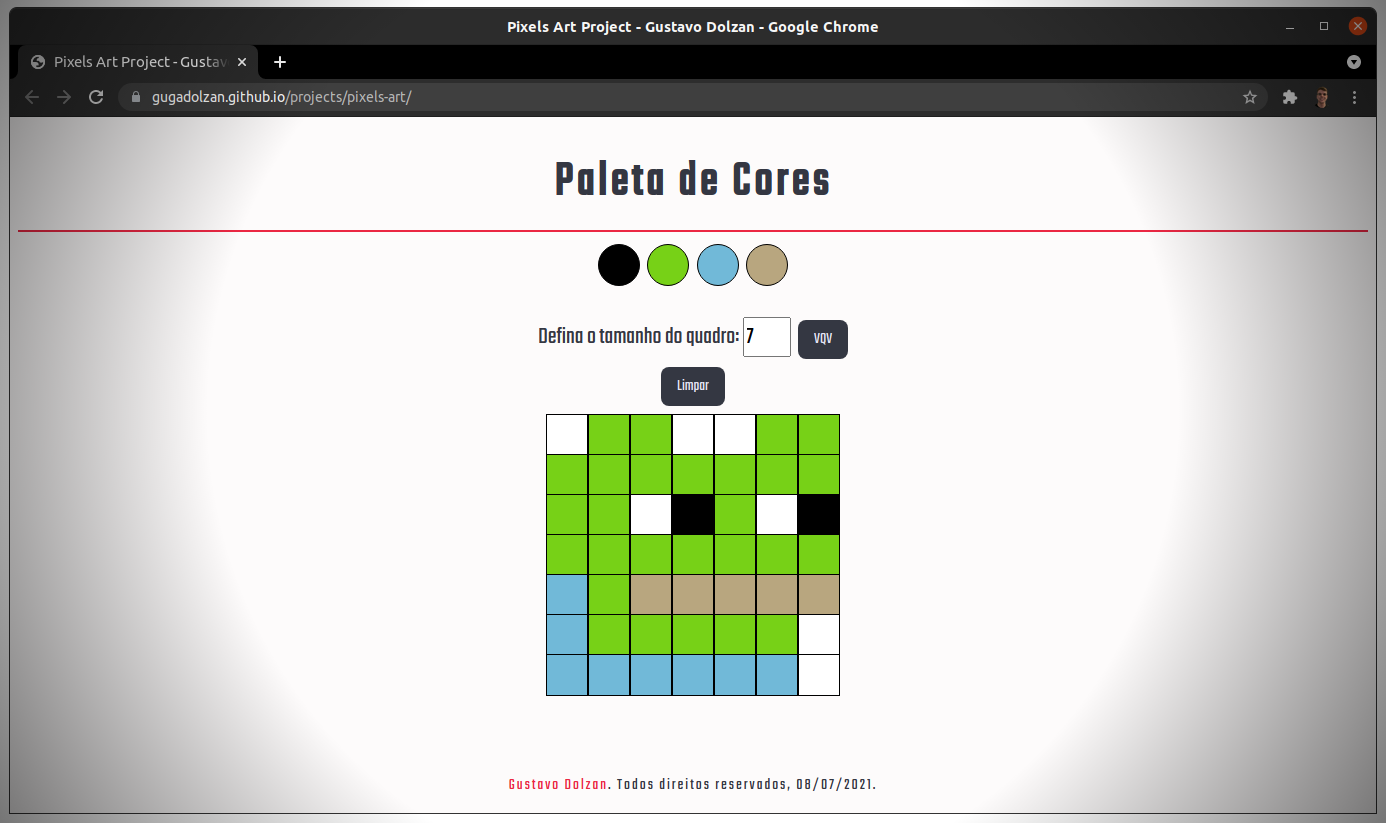 Pixels Art Project - Gustavo Dolzan - Google Chrome
Pixels Art Project - Gustav
gugadolzan.github.io/projects/pixels-art/
Paleta de Cores
Defina o tamanho do quadro: 7 VQV
Limpar
Gustavo Dolzan. Todos direitos reservados, 08/07/2021.